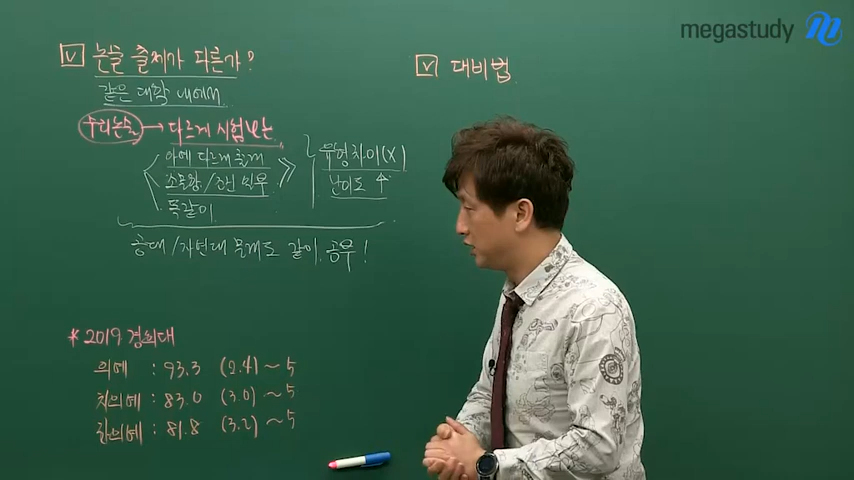 megastudy
V 논술 출제가 다른가?
같은 대학 내에서
수리논술 → 다르게 시험보는
아예 다르게 출제
소문항 /조건 일부
똑같이
유형차이(X)
난이도 ↑
공대 /자연대 문제도 같이 공부!
V 대비법
* 2019 경희대
의예 : 93.3 (2.4) ~ 5
치의예 : 83.0 (3.0) ~ 5
한의예 : 81.8 (3.2) ~ 5